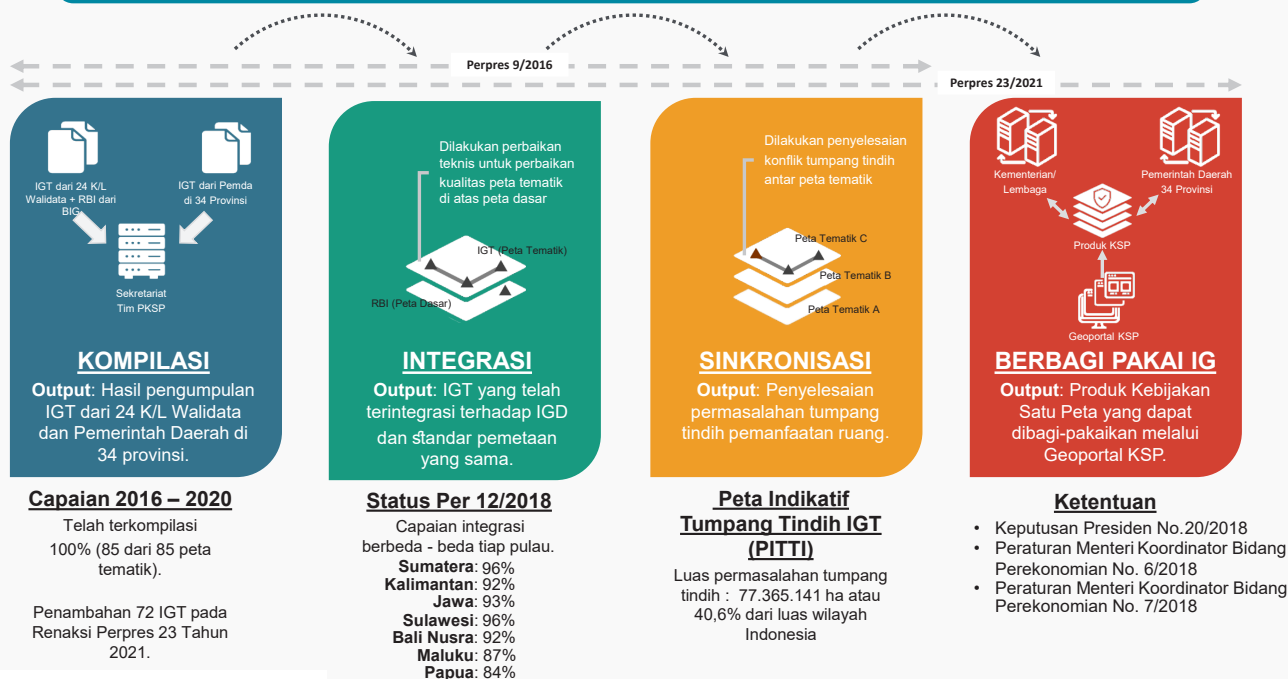 Perpres 9/2016
Perpres 23/2021
IGT dari 24 K/L
Walidata + RBI dari
BIG
IGT dari Pemda
di 34 Provinsi
Sekretariat
Tim PKSP
KOMPILASI
Output: Hasil pengumpulan
IGT dari 24 K/L Walidata
dan Pemerintah Daerah di
34 provinsi.
Capaian 2016 – 2020
Telah terkompilasi
100% (85 dari 85 peta
tematik).
Penambahan 72 IGT pada
Renaksi Perpres 23 Tahun
2021.
Dilakukan perbaikan
teknis untuk perbaikan
kualitas peta tematik
di atas peta dasar
IGT (Peta Tematik)
RBI (Peta Dasar)
INTEGRASI
Output: IGT yang telah
terintegrasi terhadap IGD
dan standar pemetaan
yang sama.
Status Per 12/2018
Capaian integrasi
berbeda - beda tiap pulau.
Sumatera: 96%
Kalimantan: 92%
Jawa: 93%
Sulawesi: 96%
Bali Nusra: 92%
Maluku: 87%
Papua: 84%
Dilakukan penyelesaian
konflik tumpang tindih
antar peta tematik
Peta Tematik C
Peta Tematik B
Peta Tematik A
SINKRONISASI
Output: Penyelesaian
permasalahan tumpang
tindih pemanfaatan ruang.
Peta Indikatif
Tumpang Tindih IGT
(PITTI)
Luas permasalahan tumpang
tindih : 77.365.141 ha atau
40,6% dari luas wilayah
Indonesia
Kementerian/
Lembaga
Pemerintah Daerah
34 Provinsi
Produk KSP
Geoportal KSP
BERBAGI PAKAI IG
Output: Produk Kebijakan
Satu Peta yang dapat
dibagi-pakaikan melalui
Geoportal KSP.
Ketentuan
• Keputusan Presiden No.20/2018
• Peraturan Menteri Koordinator Bidang
Perekonomian No. 6/2018
• Peraturan Menteri Koordinator Bidang
Perekonomian No. 7/2018